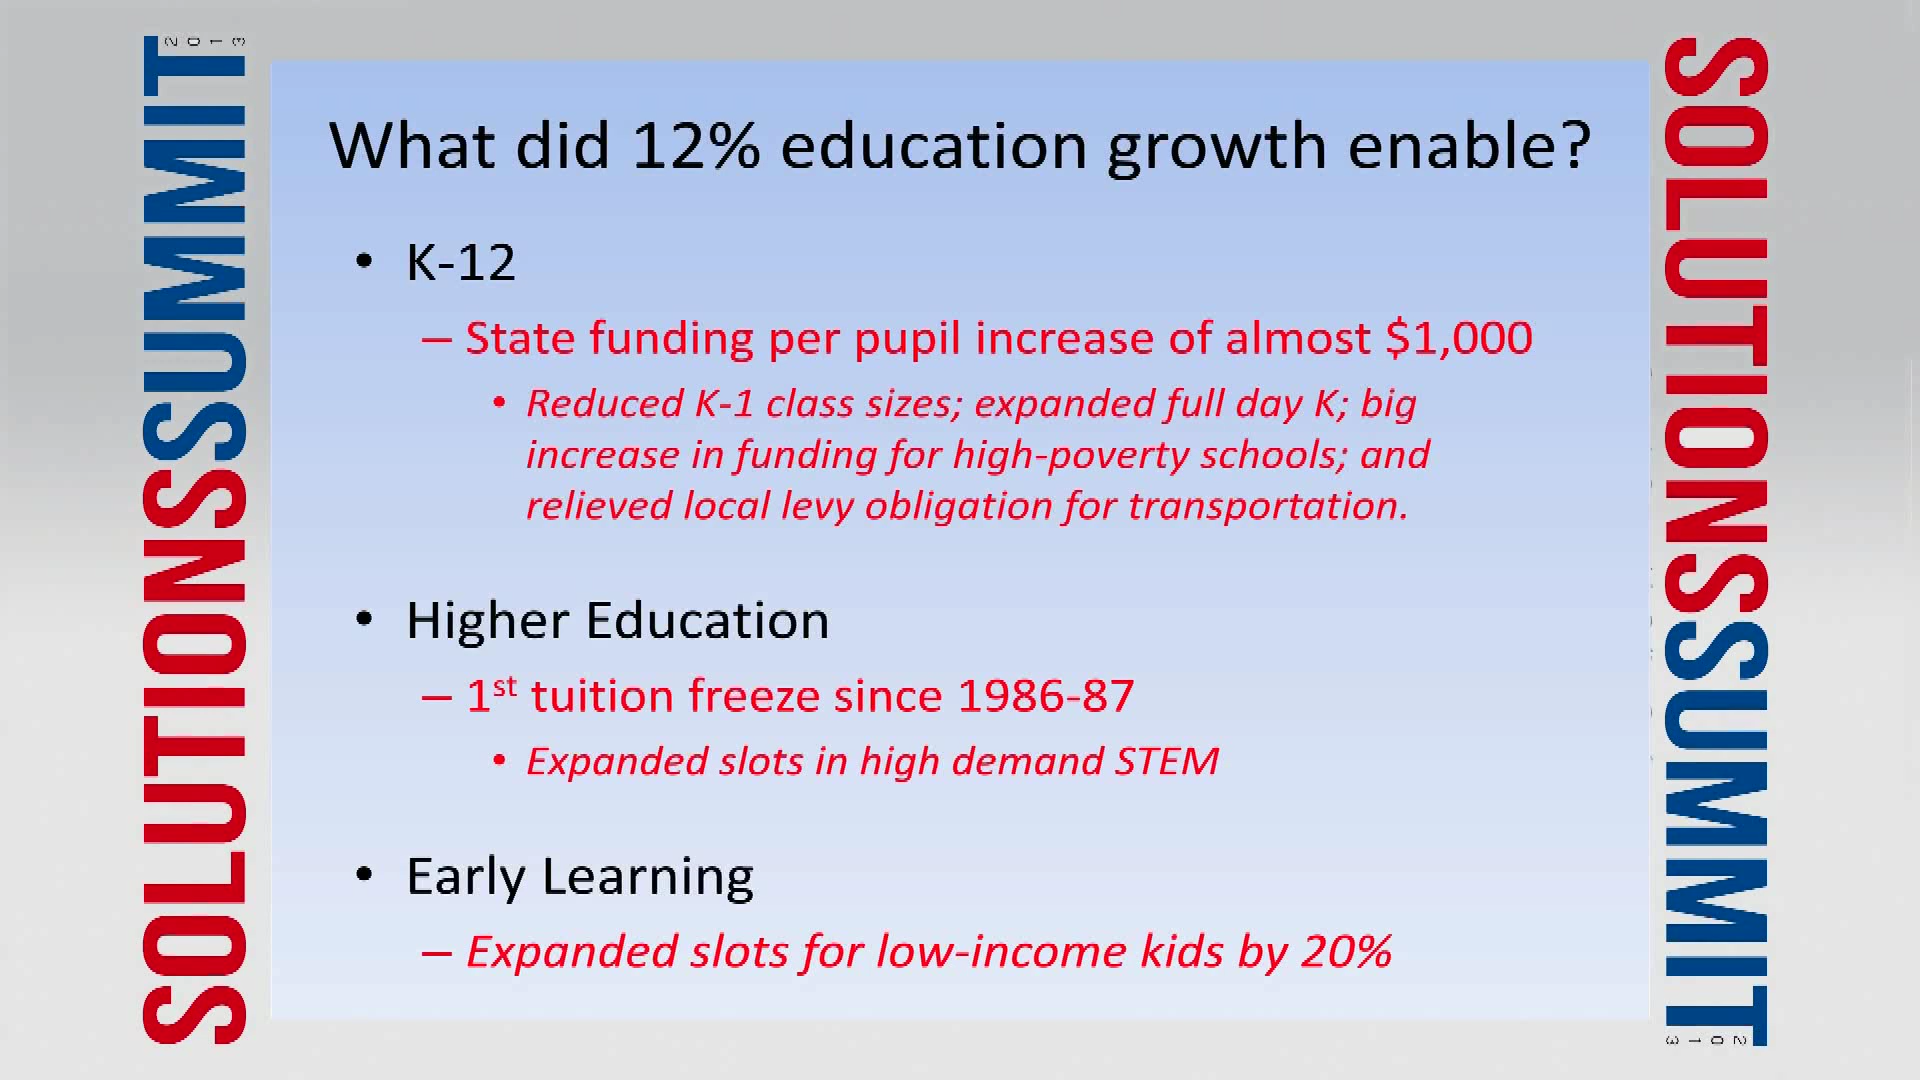 SOLUTIONSSUMMIT
2013
What did 12% education growth enable?
• K-12
– State funding per pupil increase of almost $1,000
• Reduced K-1 class sizes; expanded full day K; big
increase in funding for high-poverty schools; and
relieved local levy obligation for transportation.
• Higher Education
– 1st tuition freeze since 1986-87
• Expanded slots in high demand STEM
• Early Learning
– Expanded slots for low-income kids by 20%
SOLUTIONSSUMMIT
2013